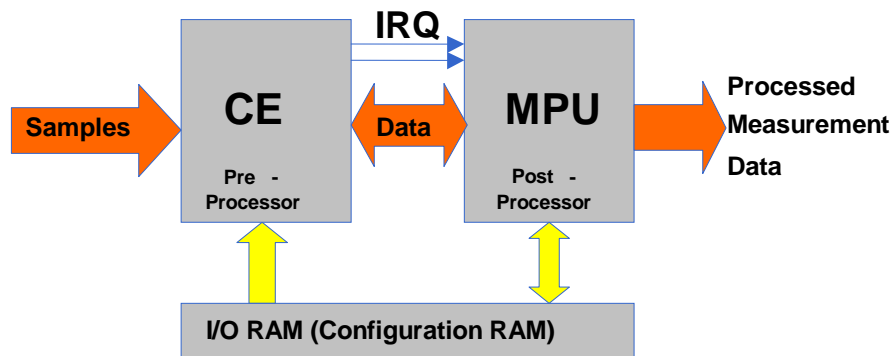 IRQ
Samples
CE
Pre - Processor
Data
MPU
Post - Processor
Processed
Measurement
Data
I/O RAM (Configuration RAM)